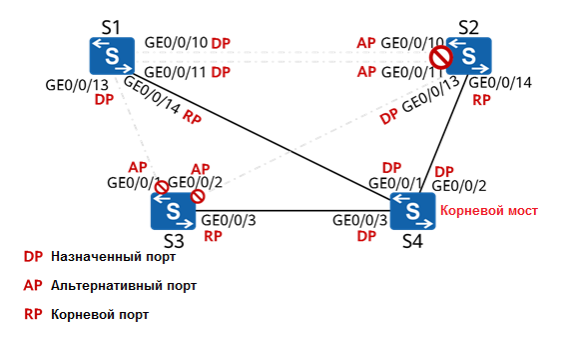 S1
S2
GE0/0/10 DP
AP GE0/0/10
GE0/0/11 DP
AP GE0/0/11
GE0/0/13
DP
GE0/0/14
RP
GE0/0/13
DP
GE0/0/14
RP
AP
GE0/0/1
AP
GE0/0/2
DP
GE0/0/1
DP
GE0/0/2
S
S
S
S
GE0/0/3
RP
GE0/0/3
DP
Корневой мост
S3
S4
DP Назначенный порт
AP Альтернативный порт
RP Корневой порт